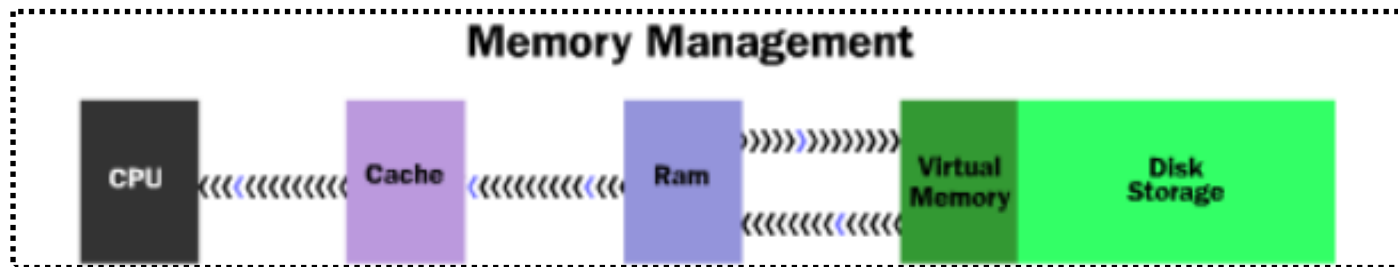 Memory Management
CPU
Cache
Ram
Virtual
Memory
Disk
Storage